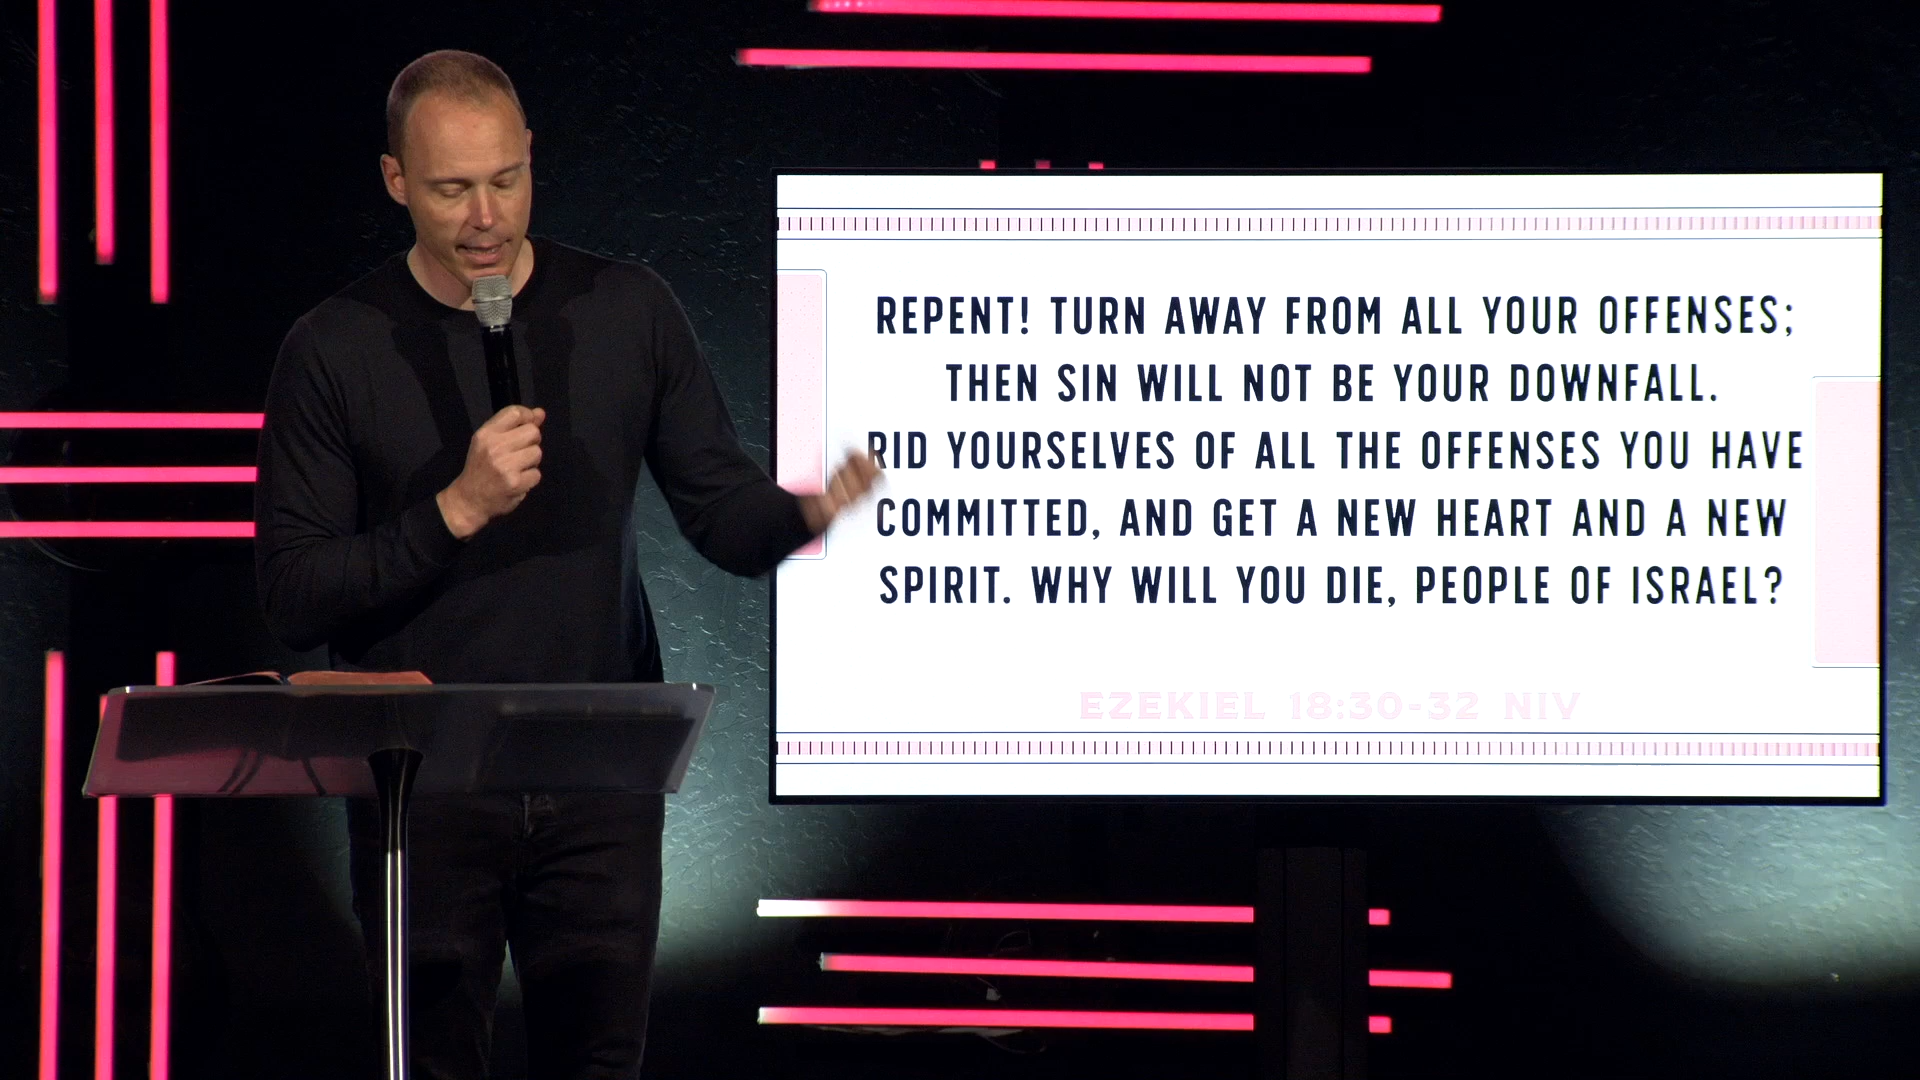 REPENT! TURN AWAY FROM ALL YOUR OFFENSES;
THEN SIN WILL NOT BE YOUR DOWNFALL.
RID YOURSELVES OF ALL THE OFFENSES YOU HAVE
COMMITTED, AND GET A NEW HEART AND A NEW
SPIRIT. WHY WILL YOU DIE, PEOPLE OF ISRAEL?
EZEKIEL 18:30-32 NIV